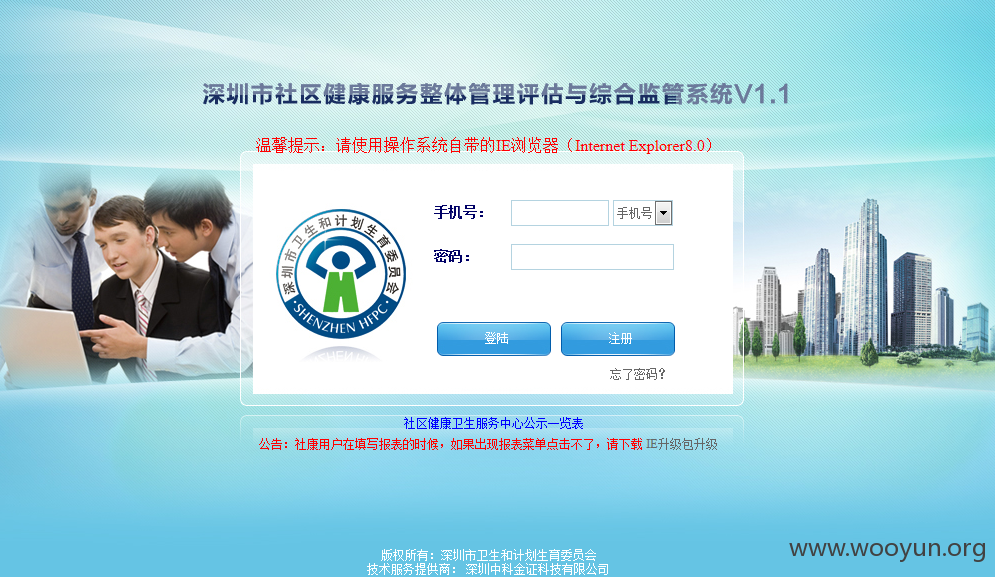 深圳市社区健康服务整体管理评估与综合监管系统V1.1
温馨提示：请使用操作系统自带的IE浏览器（Internet Explorer8.0）
深圳市卫生和计划生育委员会
·SHENZHEN HFPC·
手机号：
手机号
密码：
登陆
注册
忘了密码？
社区健康卫生服务中心公示一览表
公告：社康用户在填写报表的时候，如果出现报表菜单点击不了，请下载 IE升级包升级
www.wooyun.org
版权所有：深圳市卫生和计划生育委员会
技术服务提供商： 深圳中科金证科技有限公司